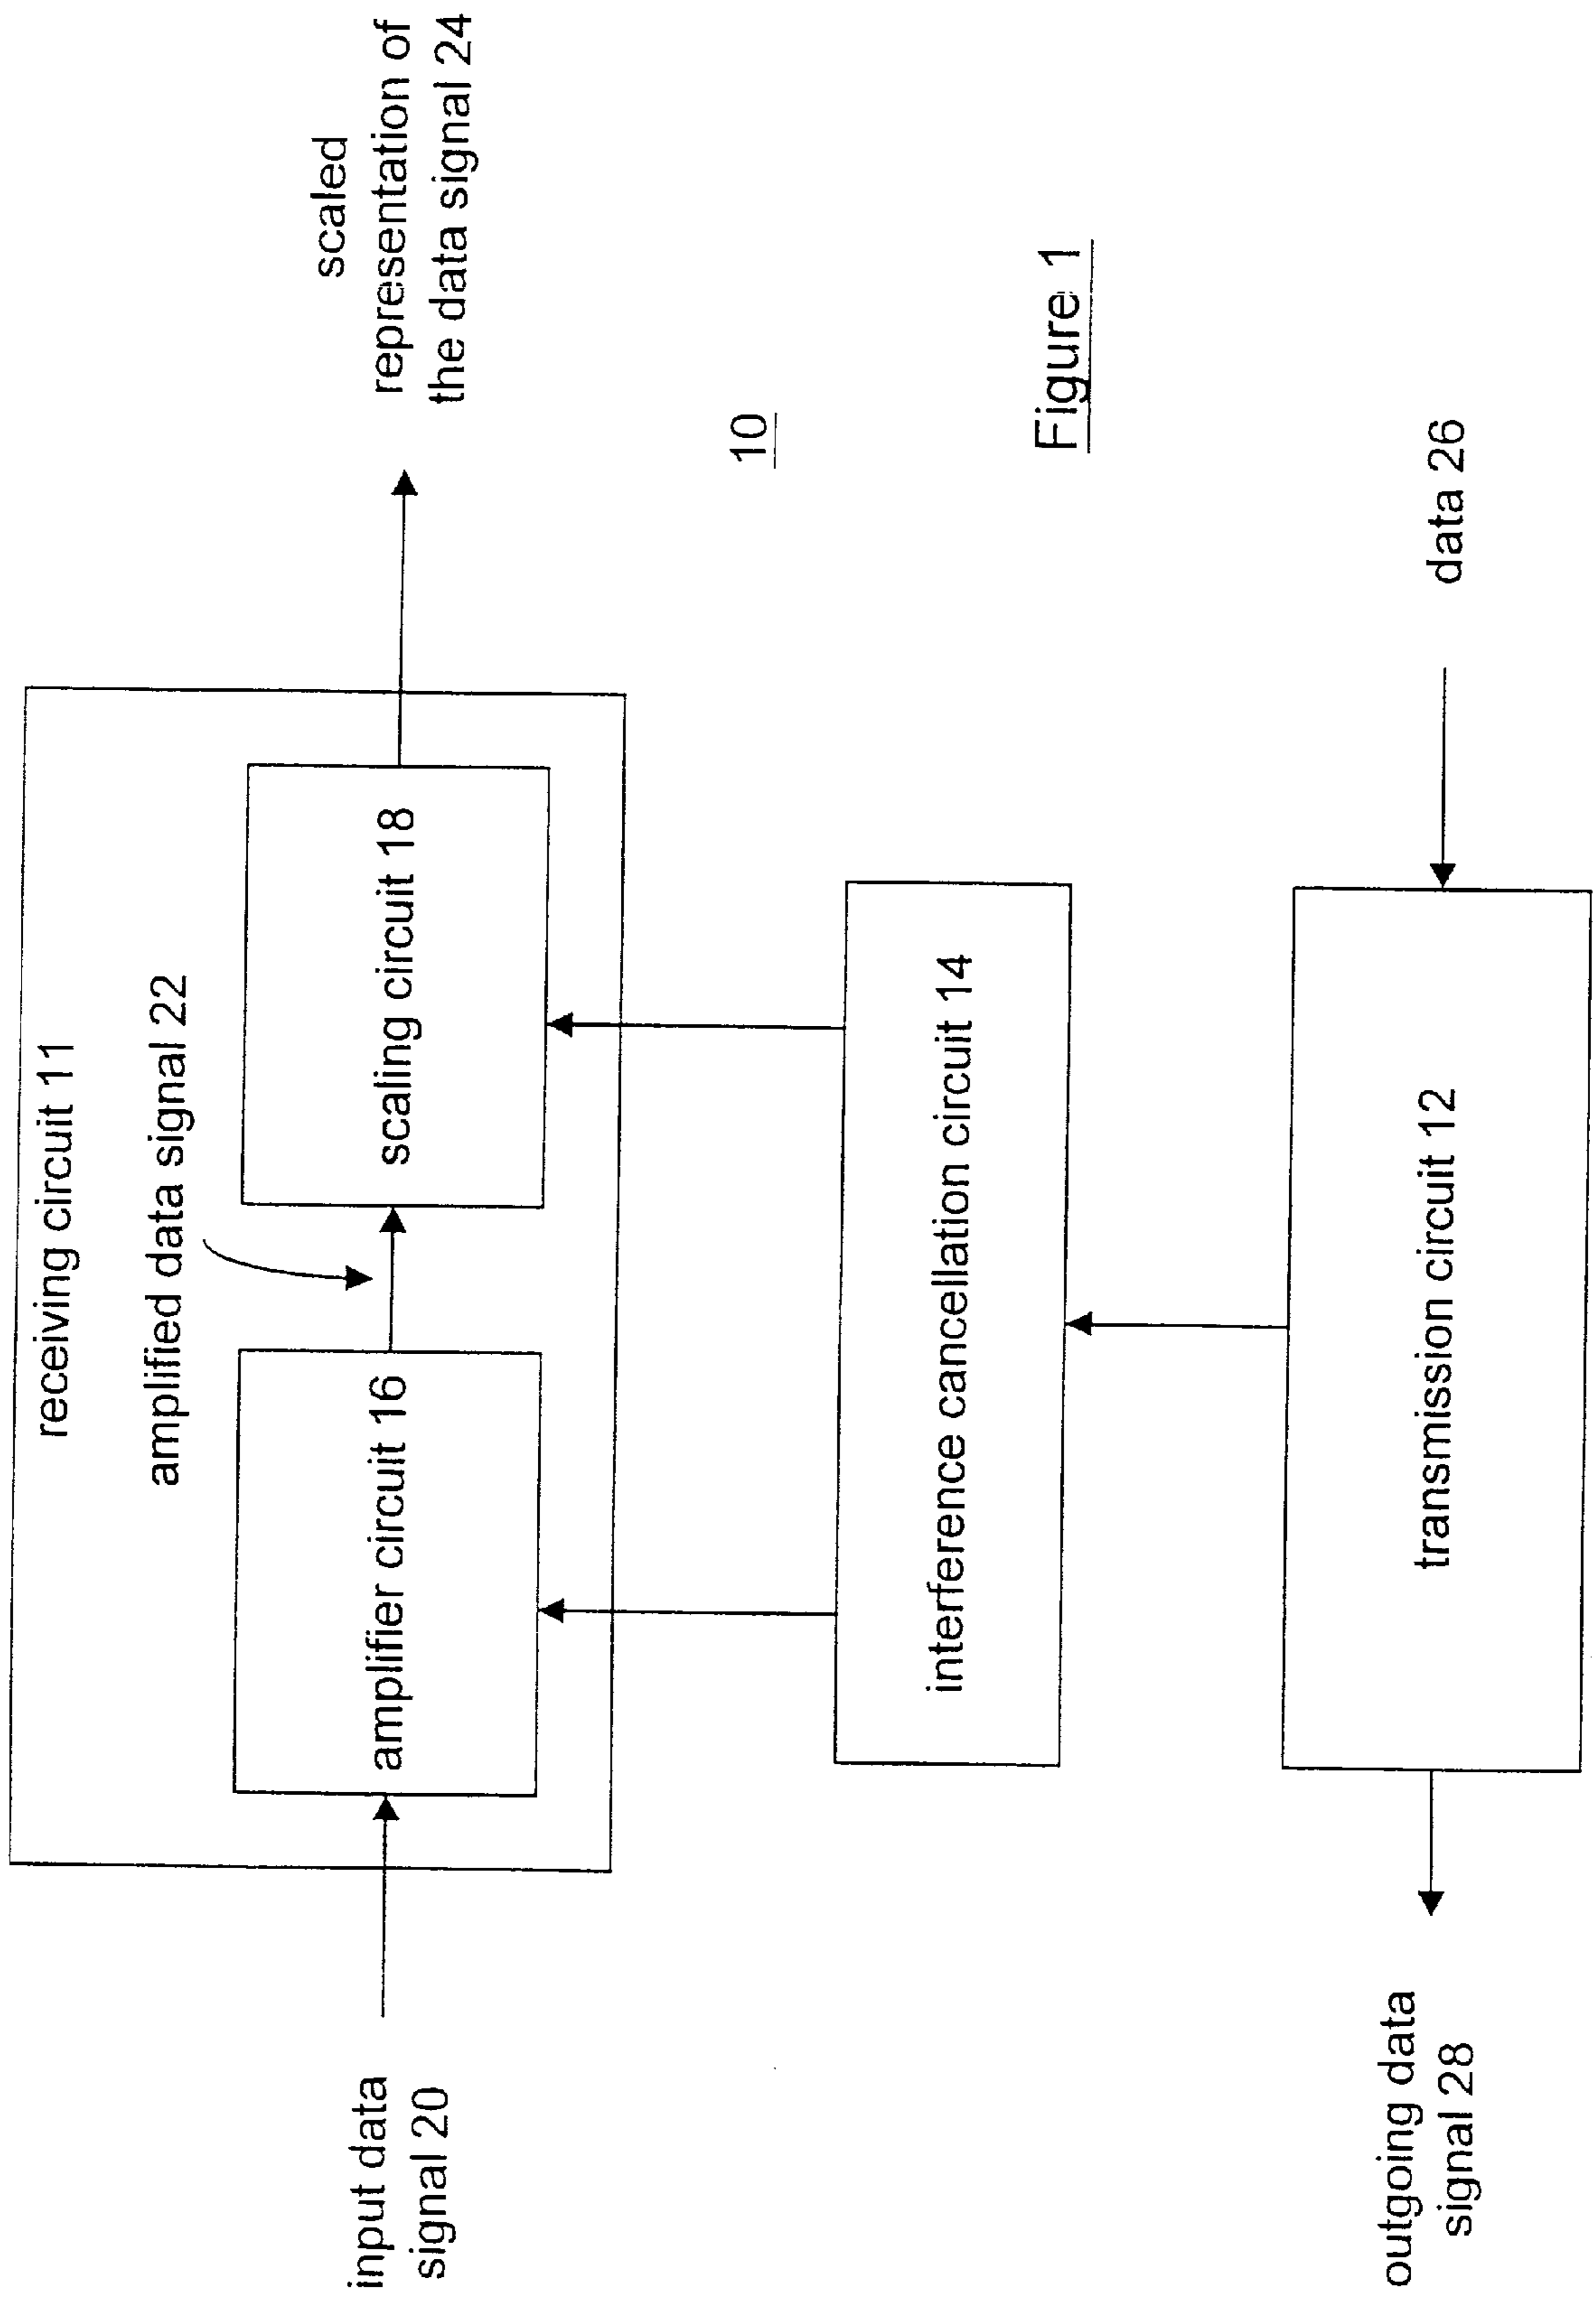 receiving circuit 11
amplified data signal 22
input data
signal 20
amplifier circuit 16
scaling circuit 18
scaled
representation of
the data signal 24
10
interference cancellation circuit 14
Figure 1
outgoing data
signal 28
transmission circuit 12
data 26